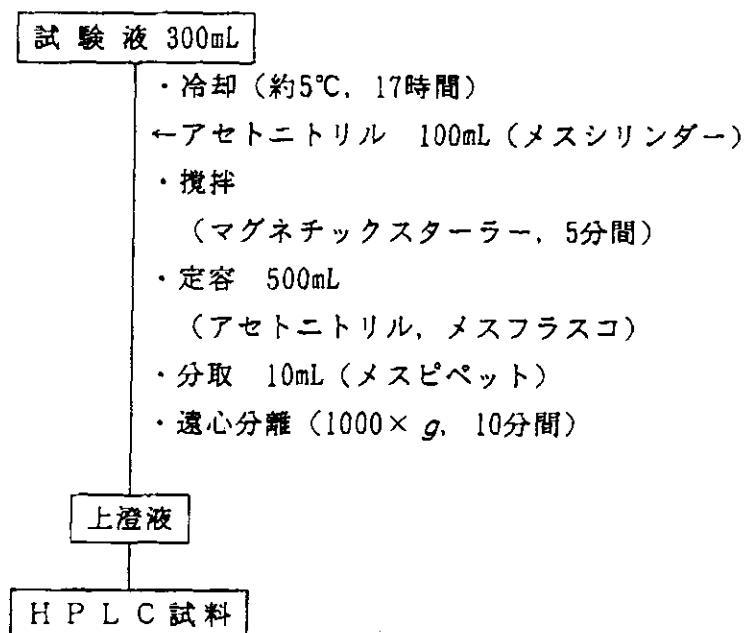 試 験 液 300mL
・冷却（約5℃, 17時間）
←アセトニトリル 100mL（メスシリンダー）
・攪拌
（マグネチックスターラー, 5分間）
・定容 500mL
（アセトニトリル, メスフラスコ）
・分取 10mL（メスピペット）
・遠心分離（1000× g, 10分間）
上澄液
H P L C 試料